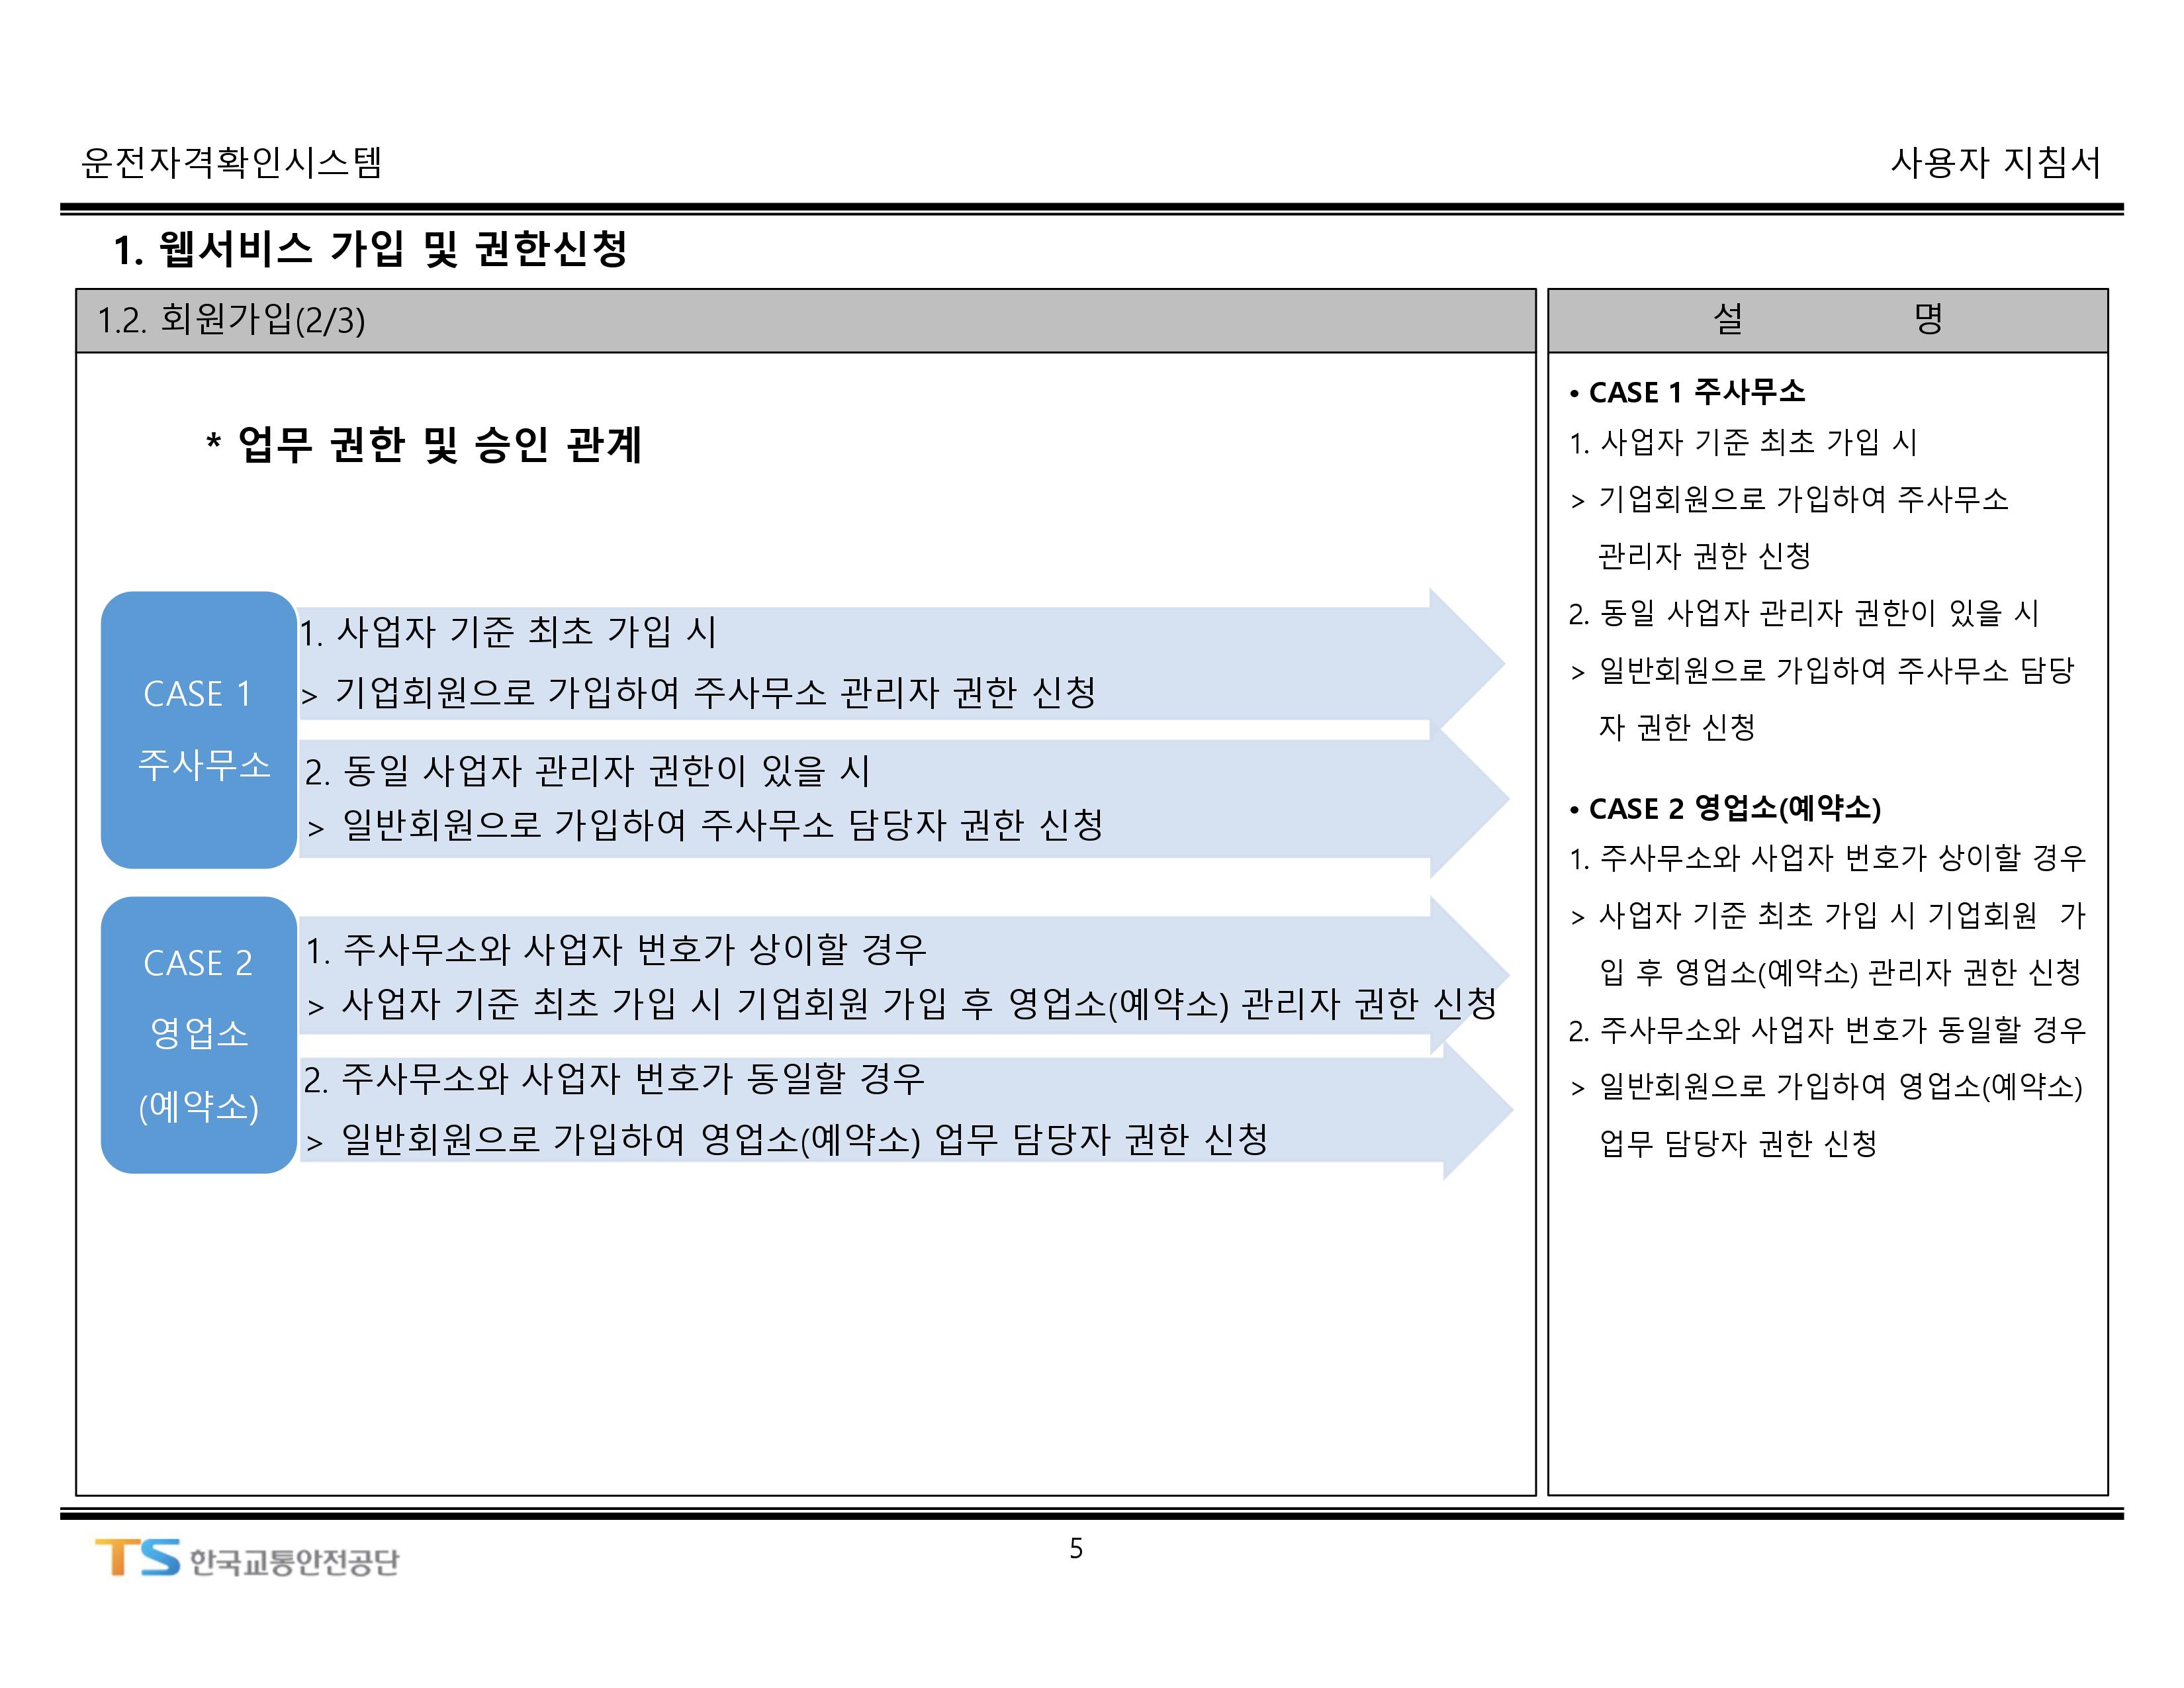 운전자격확인시스템
사용자 지침서
1. 웹서비스 가입 및 권한신청
1.2. 회원가입(2/3)
* 업무 권한 및 승인 관계
CASE 1
주사무소
1. 사업자 기준 최초 가입 시
> 기업회원으로 가입하여 주사무소 관리자 권한 신청
2. 동일 사업자 관리자 권한이 있을 시
> 일반회원으로 가입하여 주사무소 담당자 권한 신청
CASE 2
영업소
(예약소)
1. 주사무소와 사업자 번호가 상이할 경우
> 사업자 기준 최초 가입 시 기업회원 가입 후 영업소(예약소) 관리자 권한 신청
2. 주사무소와 사업자 번호가 동일할 경우
> 일반회원으로 가입하여 영업소(예약소) 업무 담당자 권한 신청
설 명
• CASE 1 주사무소
1. 사업자 기준 최초 가입 시
> 기업회원으로 가입하여 주사무소
관리자 권한 신청
2. 동일 사업자 관리자 권한이 있을 시
> 일반회원으로 가입하여 주사무소 담당
자 권한 신청
• CASE 2 영업소(예약소)
1. 주사무소와 사업자 번호가 상이할 경우
> 사업자 기준 최초 가입 시 기업회원 가
입 후 영업소(예약소) 관리자 권한 신청
2. 주사무소와 사업자 번호가 동일할 경우
> 일반회원으로 가입하여 영업소(예약소)
업무 담당자 권한 신청
TS 한국교통안전공단
5